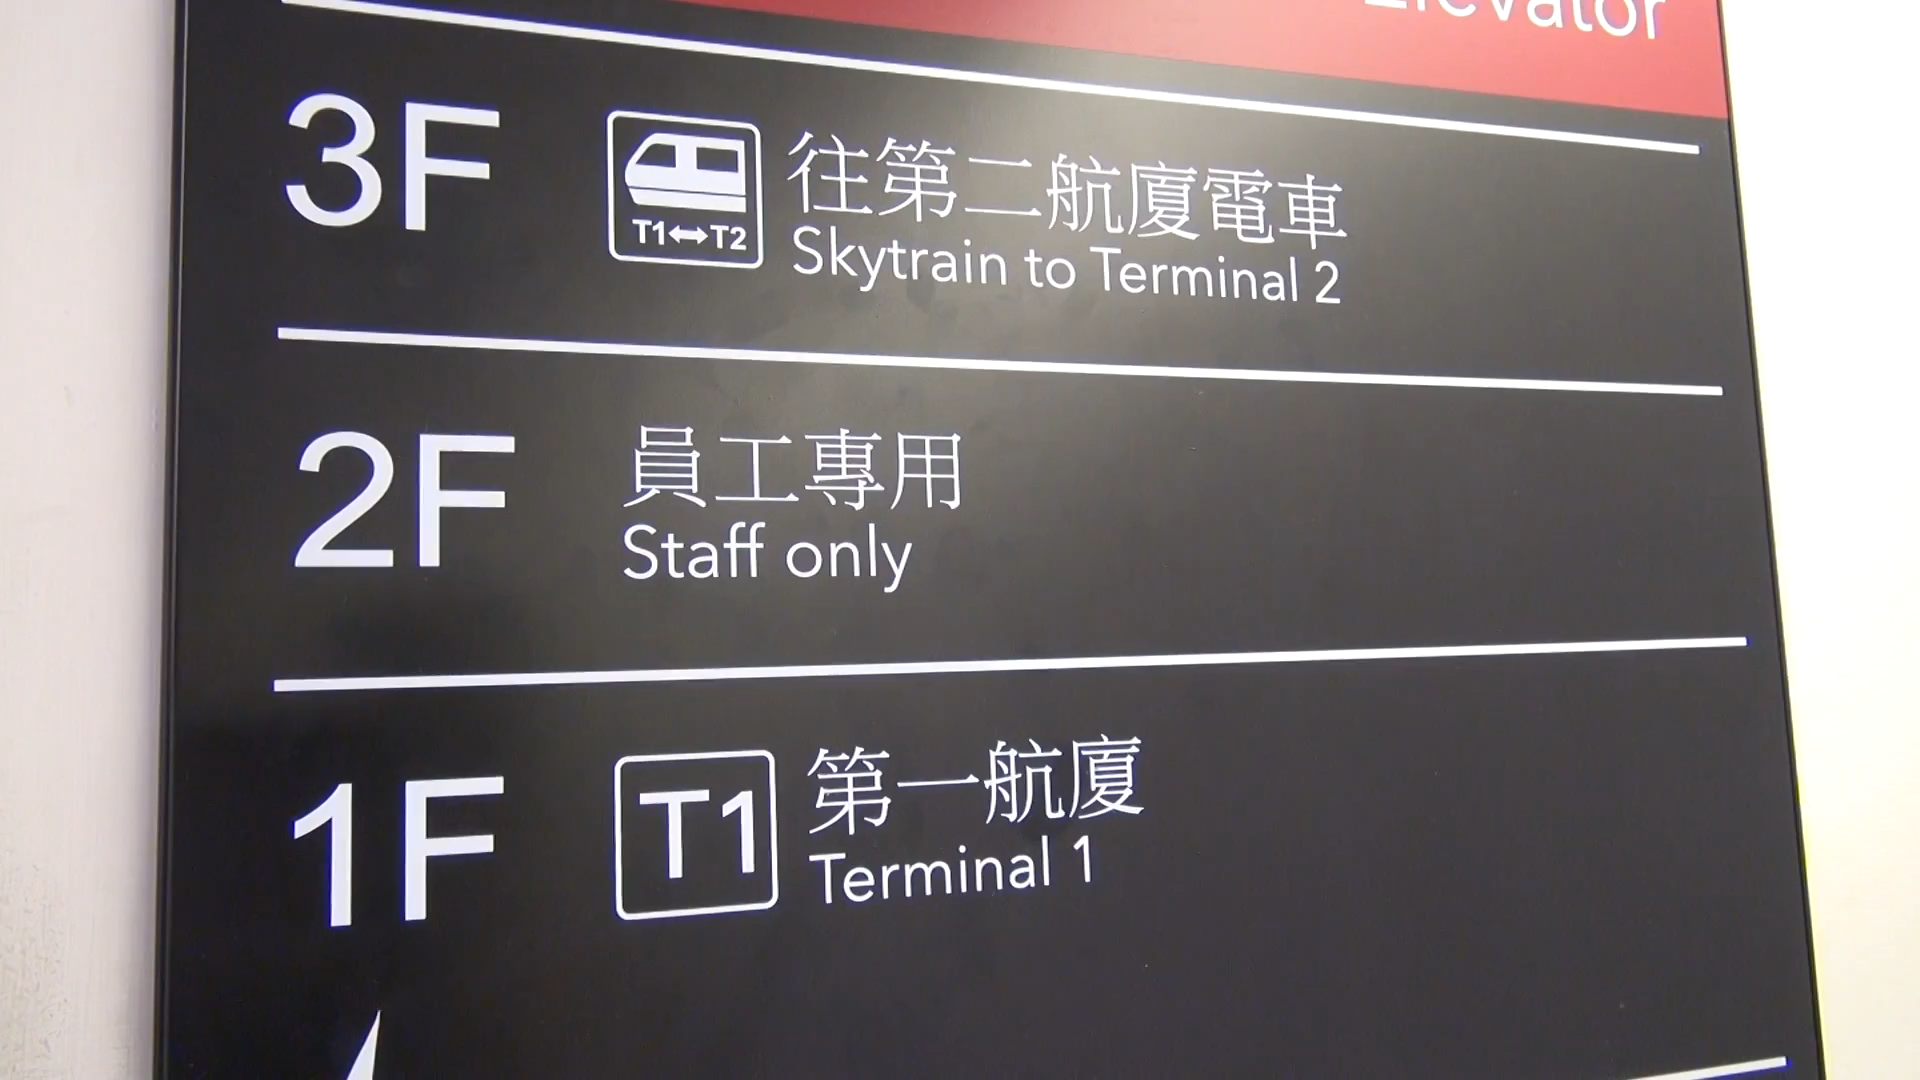 Elevator
3F
T1↔T2
往第二航廈電車
Skytrain to Terminal 2
2F
員工專用
Staff only
1F
T1
第一航廈
Terminal 1